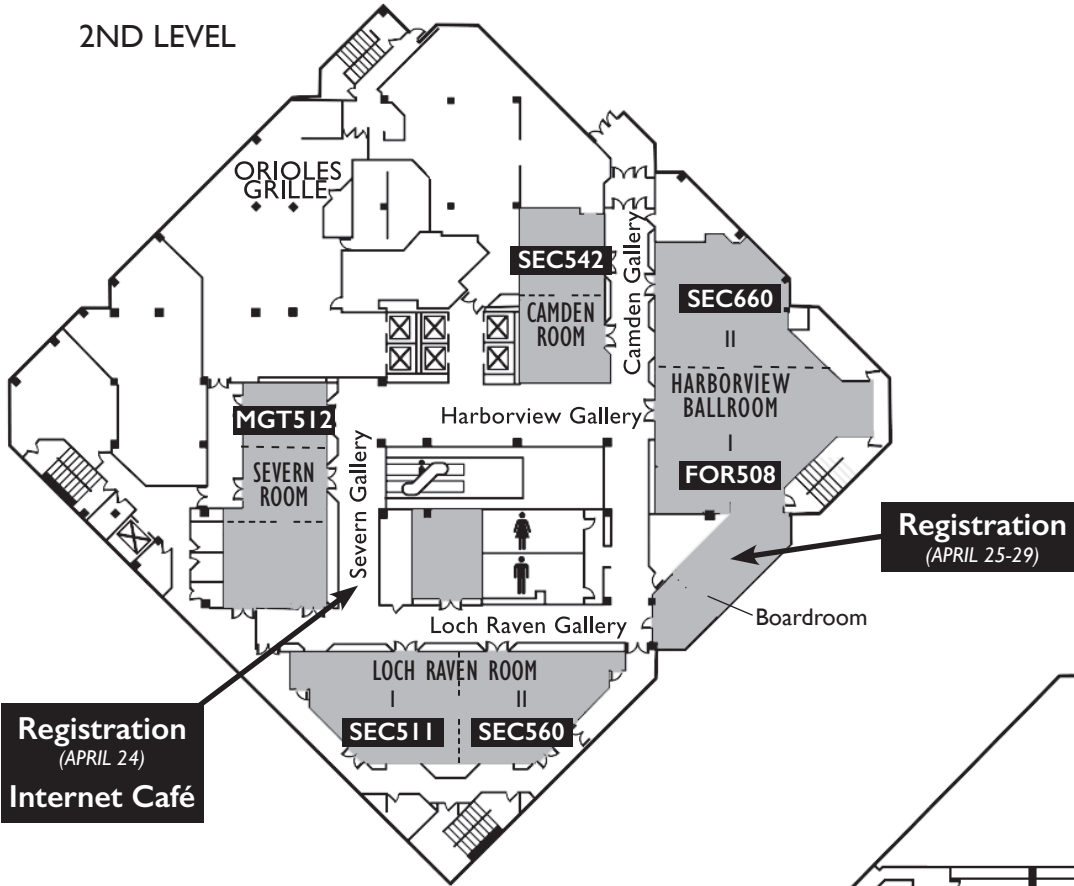 2ND LEVEL
ORIOLES
GRILLE
SEC542
CAMDEN
ROOM
Camden Gallery
SEC660
II
HARBORVIEW
BALLROOM
I
FOR508
Harborview Gallery
MGT512
SEVERN
ROOM
Severn Gallery
Registration
(APRIL 25-29)
Boardroom
Loch Raven Gallery
LOCH RAVEN ROOM
I
II
SEC511
SEC560
Registration
(APRIL 24)
Internet Café